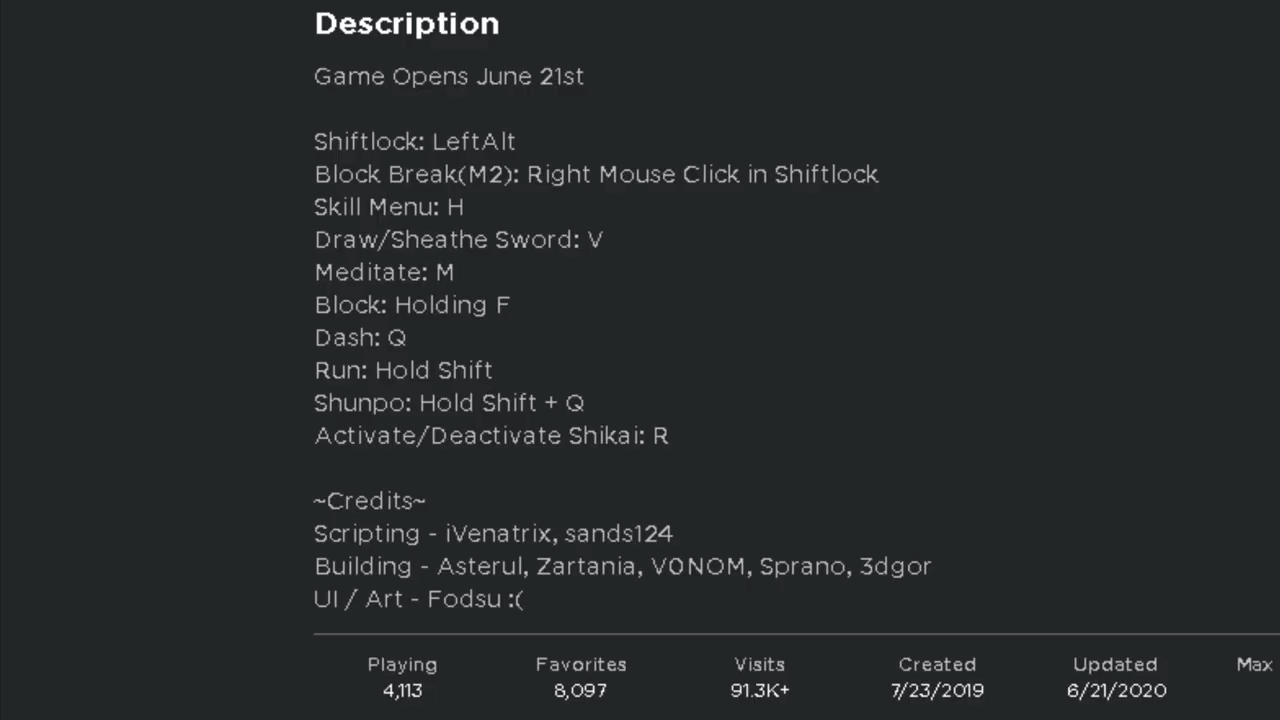 Description
Game Opens June 21st
Shiftlock: LeftAlt
Block Break(M2): Right Mouse Click in Shiftlock
Skill Menu: H
Draw/Sheathe Sword: V
Meditate: M
Block: Holding F
Dash: Q
Run: Hold Shift
Shunpo: Hold Shift + Q
Activate/Deactivate Shikai: R
~Credits~
Scripting - iVenatrix, sands124
Building - Asterul, Zartania, V0NOM, Sprano, 3dgor
UI / Art - Fodsu :(
Playing Favorites Visits Created Updated Max
4,113 8,097 91.3K+ 7/23/2019 6/21/2020